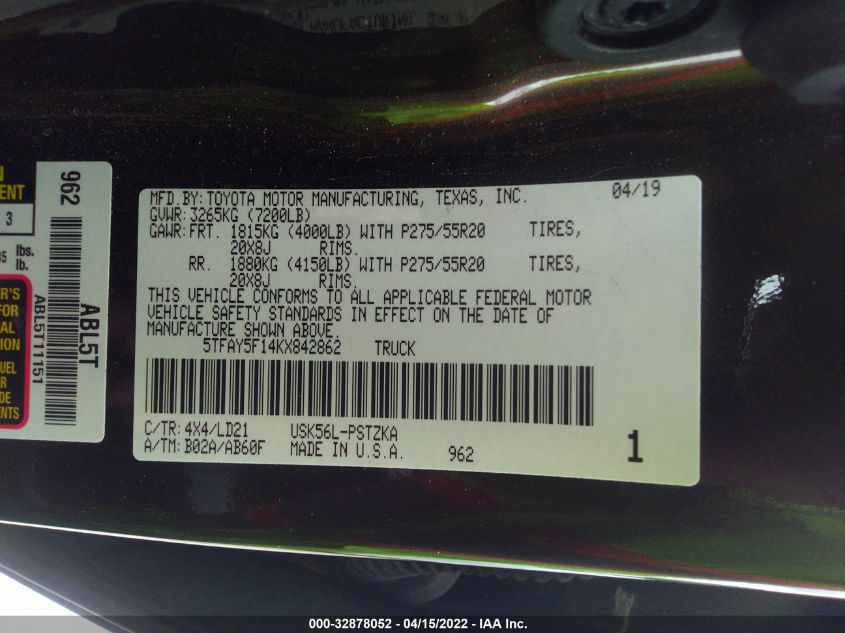 MFD.BY:TOYOTA MOTOR MANUFACTURING, TEXAS, INC. 04/19
GVWR:3265KG (7200LB)
GAWR:FRT. 1815KG (4000LB) WITH P275/55R20 TIRES,
20X8J RIMS.
RR. 1880KG (4150LB) WITH P275/55R20 TIRES,
20X8J RIMS.
THIS VEHICLE CONFORMS TO ALL APPLICABLE FEDERAL MOTOR
VEHICLE SAFETY STANDARDS IN EFFECT ON THE DATE OF
MANUFACTURE SHOWN ABOVE.
5TFAY5F14KX842862 TRUCK
C/TR: 4X4/LD21 USK56L-PSTZKA
A/TM: B02A/AB60F MADE IN U.S.A. 962 1
962
ABL5T
ABL5T11151
3
lbs.
lb.
FOR
000-32878052 - 04/15/2022 - IAA Inc.